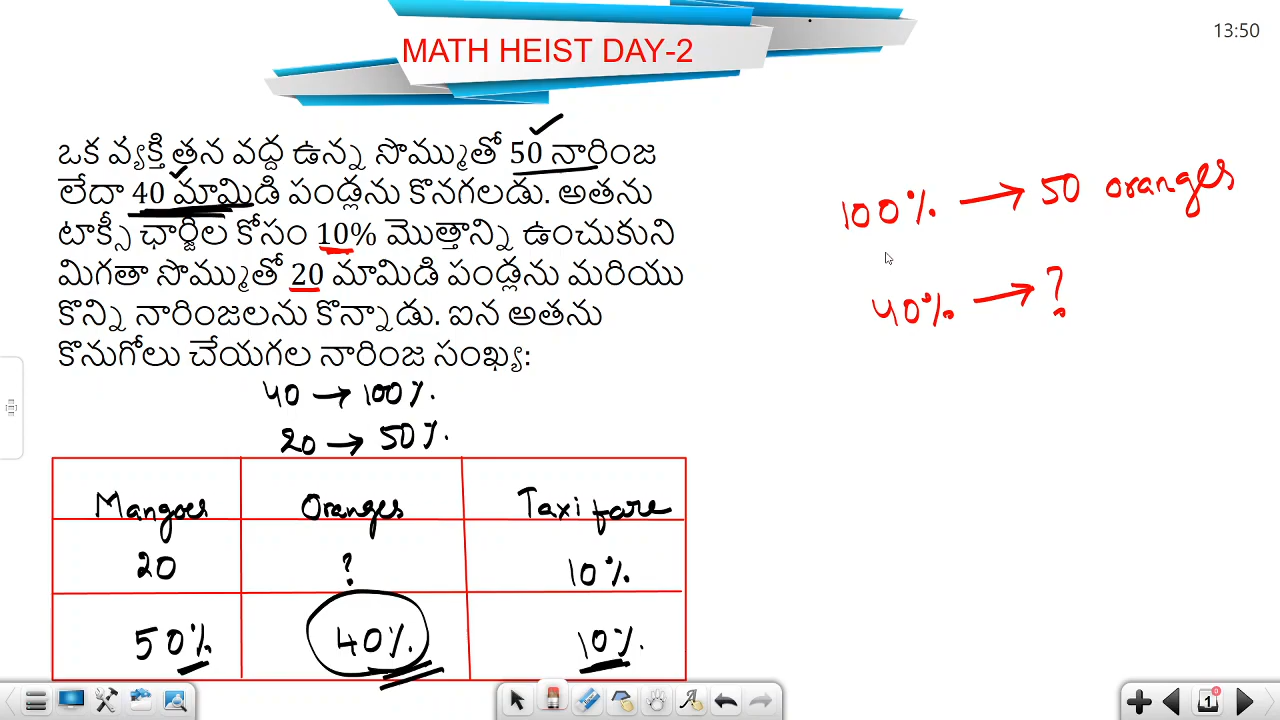 MATH HEIST DAY-2
13:50
ఒక వ్యక్తి తన వద్ద ఉన్న సొమ్ముతో 50 నారింజ
లేదా 40 మామిడి పండ్లను కొనగలడు. అతను
టాక్సీ ఛార్జీల కోసం 10% మొత్తాన్ని ఉంచుకుని
మిగతా సొమ్ముతో 20 మామిడి పండ్లను మరియు
కొన్ని నారింజలను కొన్నాడు. ఐన అతను
కొనుగోలు చేయగల నారింజ సంఖ్య:
40 → 100%.
20 → 50%.
Mangoes Oranges Taxi fare
20 ? 10%.
50% 40%. 10%.
100% → 50 oranges
40% → ?